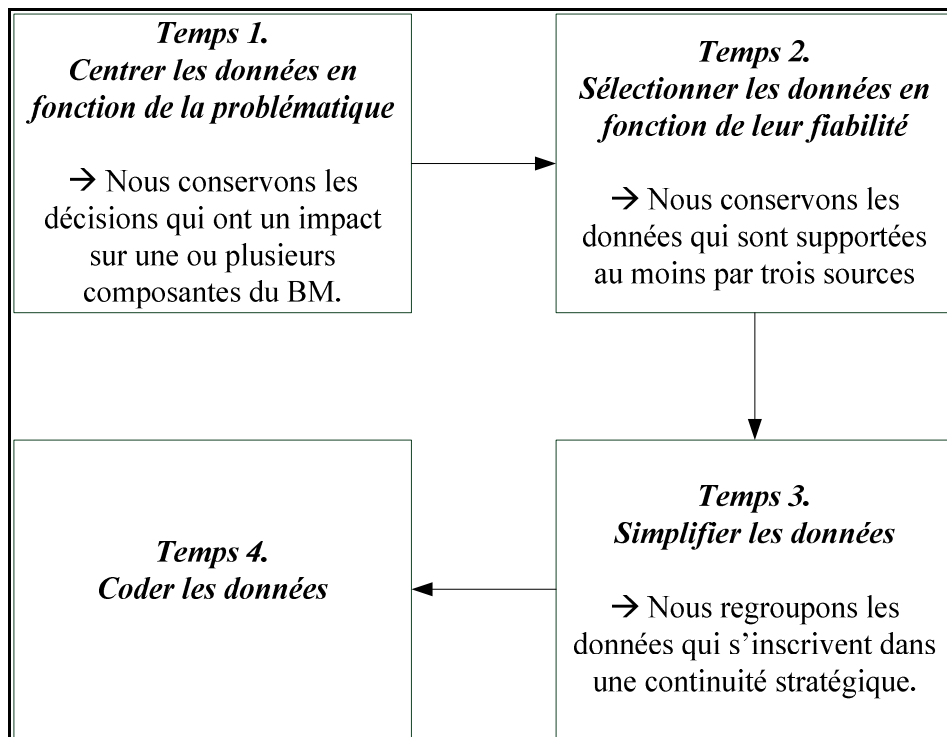 Temps 1.
Centrer les données en
fonction de la problématique
→ Nous conservons les
décisions qui ont un impact
sur une ou plusieurs
composantes du BM.
Temps 2.
Sélectionner les données en
fonction de leur fiabilité
→ Nous conservons les
données qui sont supportées
au moins par trois sources
Temps 3.
Simplifier les données
→ Nous regroupons les
données qui s’inscrivent dans
une continuité stratégique.
Temps 4.
Coder les données